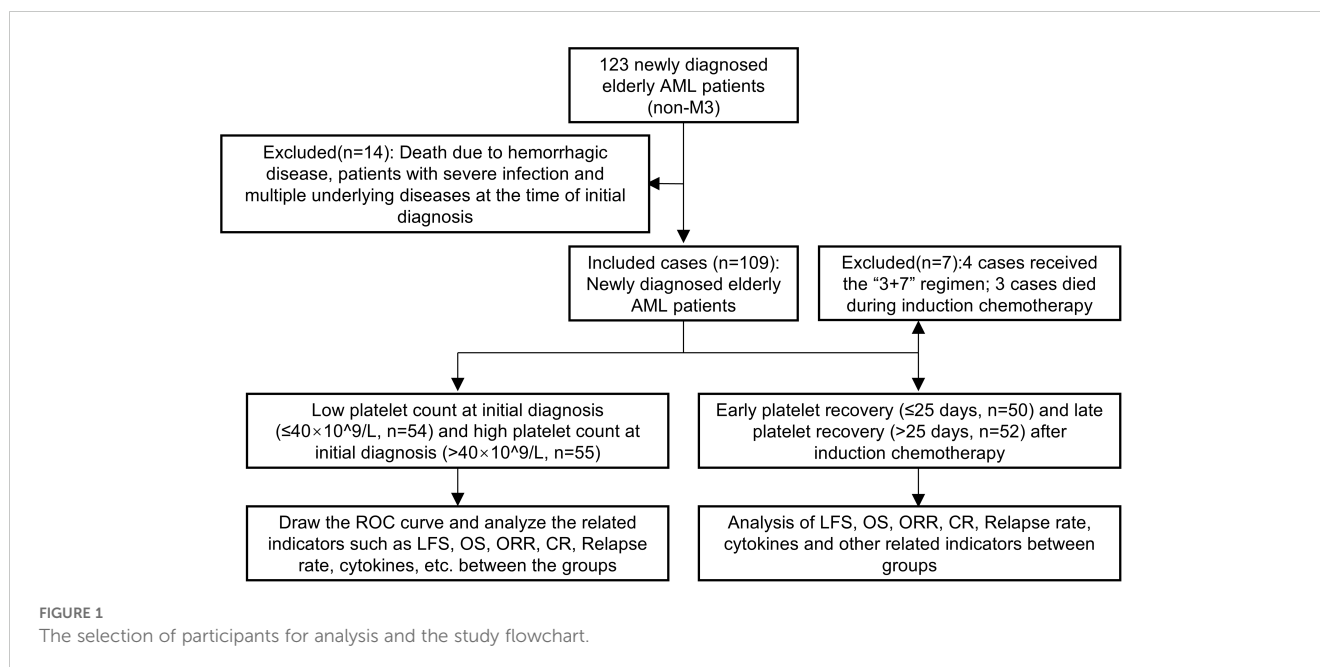 123 newly diagnosed
elderly AML patients
(non-M3)
Excluded(n=14): Death due to hemorrhagic
disease, patients with severe infection and
multiple underlying diseases at the time of initial
diagnosis
Included cases (n=109):
Newly diagnosed elderly
AML patients
Excluded(n=7):4 cases received
the “3+7” regimen; 3 cases died
during induction chemotherapy
Low platelet count at initial diagnosis
(≤40×10^9/L, n=54) and high platelet count at
initial diagnosis (>40×10^9/L, n=55)
Early platelet recovery (≤25 days, n=50) and late
platelet recovery (>25 days, n=52) after
induction chemotherapy
Draw the ROC curve and analyze the related
indicators such as LFS, OS, ORR, CR, Relapse
rate, cytokines, etc. between the groups
Analysis of LFS, OS, ORR, CR, Relapse rate,
cytokines and other related indicators between
groups
FIGURE 1
The selection of participants for analysis and the study flowchart.